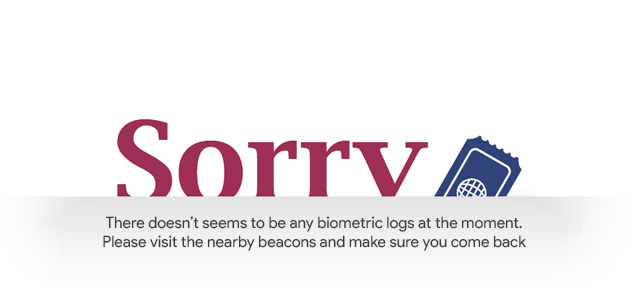 Sorry
There doesn't seems to be any biometric logs at the moment.
Please visit the nearby beacons and make sure you come back